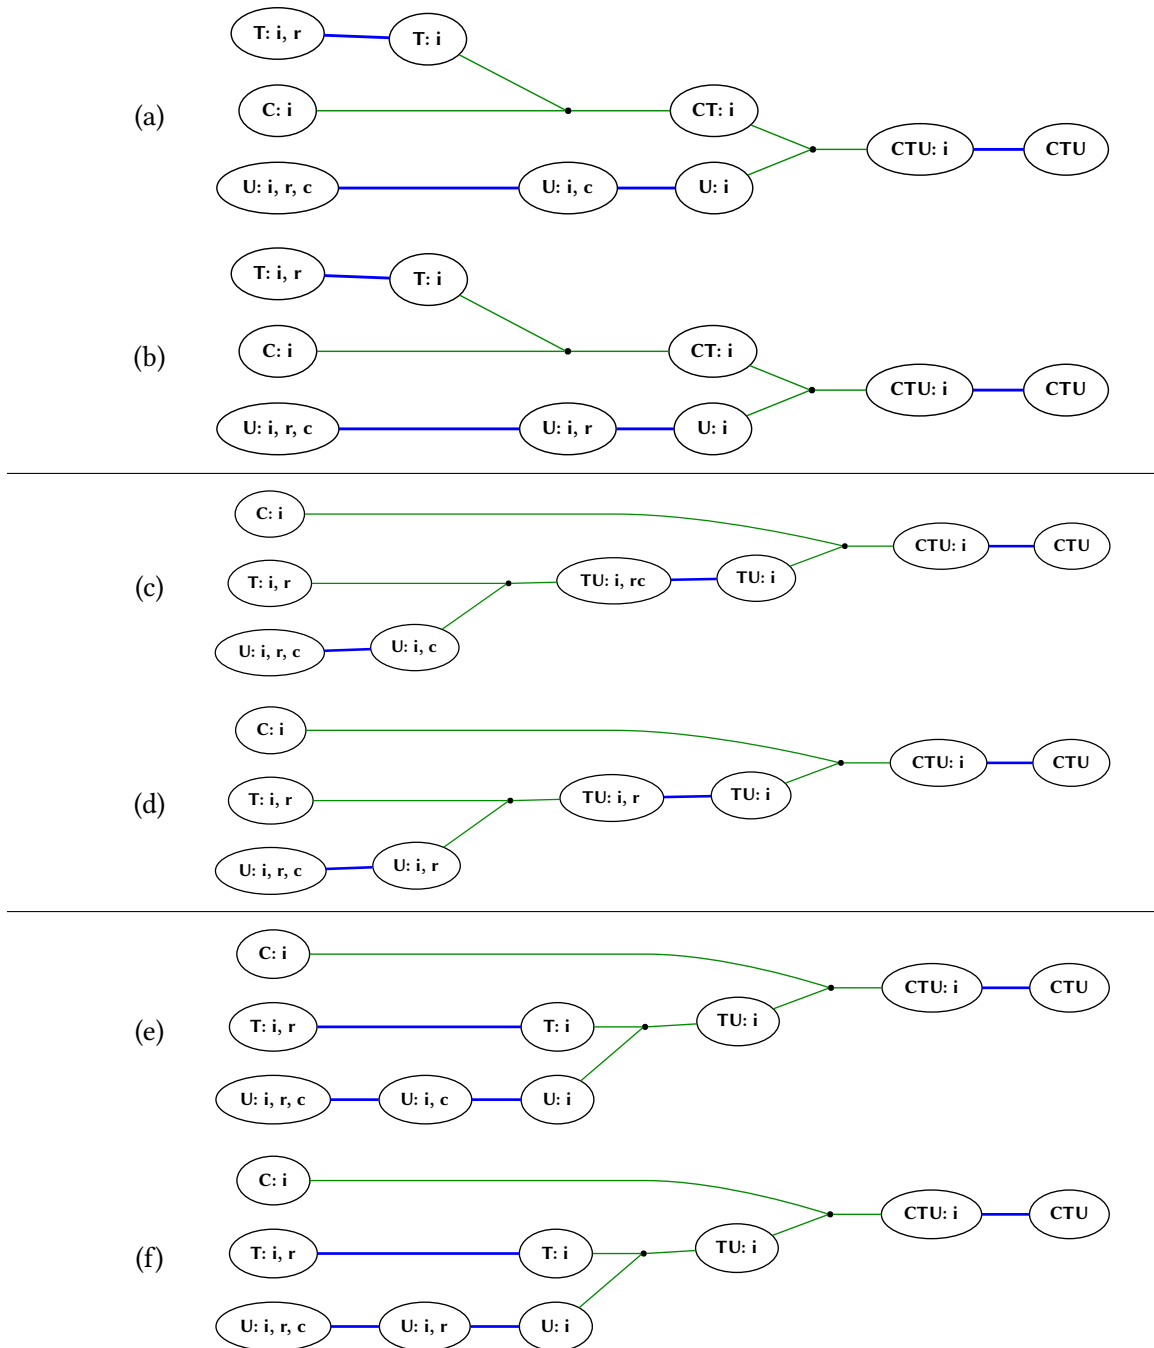 T: i, r
T: i
(a)
C: i
CT: i
CTU: i
CTU
U: i, r, c
U: i, c
U: i
T: i, r
T: i
(b)
C: i
CT: i
CTU: i
CTU
U: i, r, c
U: i, r
U: i
C: i
CTU: i
CTU
(c)
T: i, r
TU: i, rc
TU: i
U: i, r, c
U: i, c
C: i
CTU: i
CTU
(d)
T: i, r
TU: i, r
TU: i
U: i, r, c
U: i, r
C: i
CTU: i
CTU
(e)
T: i, r
T: i
TU: i
U: i, r, c
U: i, c
U: i
C: i
CTU: i
CTU
(f)
T: i, r
T: i
TU: i
U: i, r, c
U: i, r
U: i